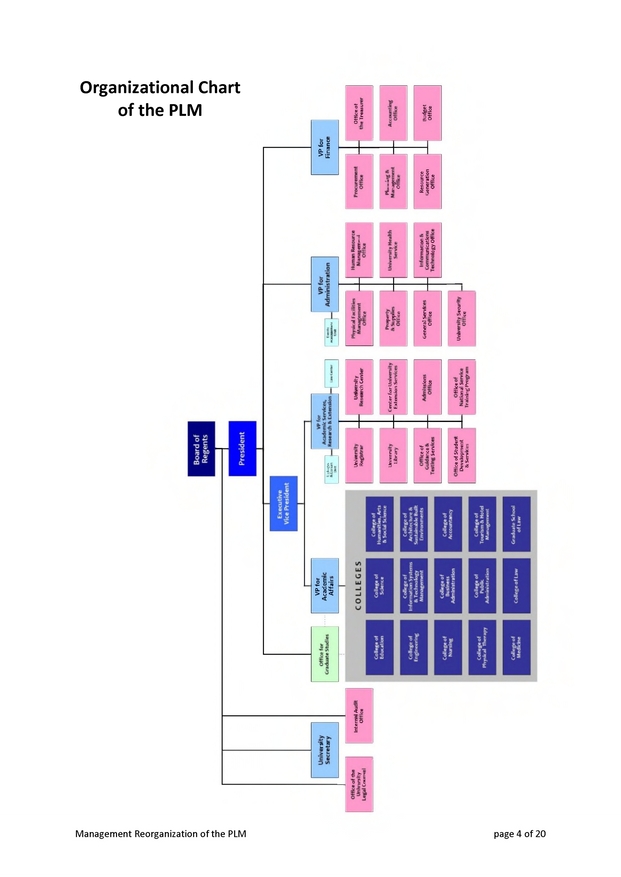 Organizational Chart
of the PLM
Board of
Regents
President
Executive
Vice President
University
Secretary
Office for
Graduate Studies
VP for
Academic
Affairs
VP for
Academic Services,
Research & Extension
Law Center
VP for
Administration
VP for
Finance
Office of the
University
Legal Counsel
Internal Audit
Office
COLLEGES
College of
Education
College of
Science
College of
Humanities, Arts
& Social Science
College of
Engineering
College of
Information Systems
& Technology
Management
College of
Architecture &
Sustainable Built
Environments
College of
Nursing
College of
Business
Administration
College of
Accountancy
College of
Physical Therapy
College of
Public
Administration
College of
Tourism & Hotel
Management
College of
Medicine
College of Law
Graduate School
of Law
University
Registrar
University
Research Center
University
Library
Center for University
Extension Services
Office of
Guidance &
Testing Services
Admissions
Office
Office of Student
Development
& Services
Office of
National Service
Training Program
Physical Facilities
Management
Office
Human Resource
Management
Office
Property
& Supplies
Office
University Health
Service
General Services
Office
Information &
Communications
Technology Office
University Security
Office
Procurement
Office
Office of
the Treasurer
Planning &
Management
Office
Accounting
Office
Resource
Generation
Office
Budget
Office
Management Reorganization of the PLM
page 4 of 20